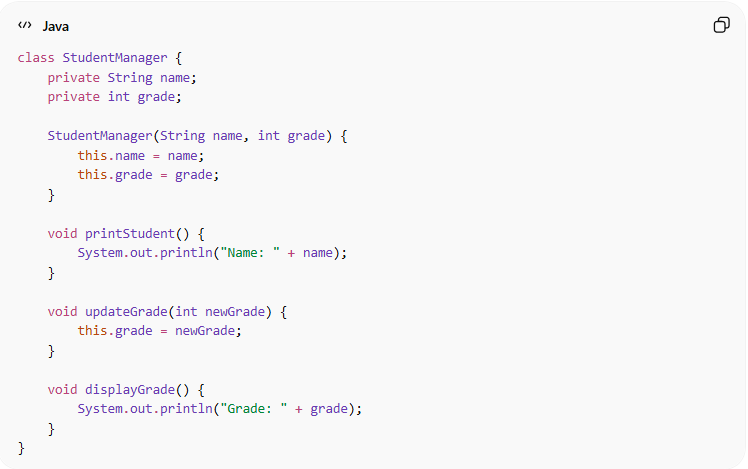 Java
class StudentManager {
    private String name;
    private int grade;

    StudentManager(String name, int grade) {
        this.name = name;
        this.grade = grade;
    }

    void printStudent() {
        System.out.println("Name: " + name);
    }

    void updateGrade(int newGrade) {
        this.grade = newGrade;
    }

    void displayGrade() {
        System.out.println("Grade: " + grade);
    }
}